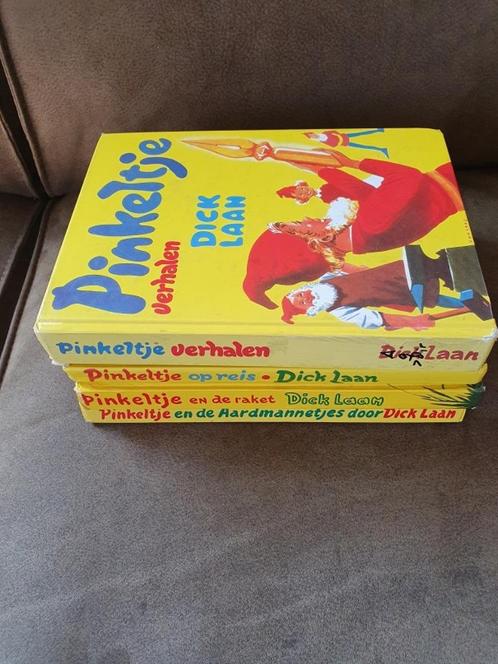 Pinkeltje
verhalen
DICK
LAAN
Pinkeltje verhalen Dick Laan
Pinkeltje op reis • Dick Laan
Pinkeltje en de raket Dick Laan
Pinkeltje en de Aardmannetjes door Dick Laan